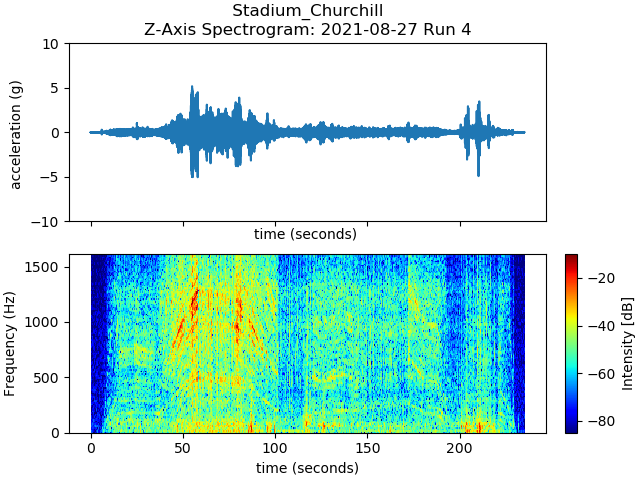 Stadium_Churchill
Z-Axis Spectrogram: 2021-08-27 Run 4
10
5
0
−5
−10
acceleration (g)
time (seconds)
1500
1000
500
0
Frequency (Hz)
0
50
100
150
200
time (seconds)
−20
−40
−60
−80
Intensity [dB]